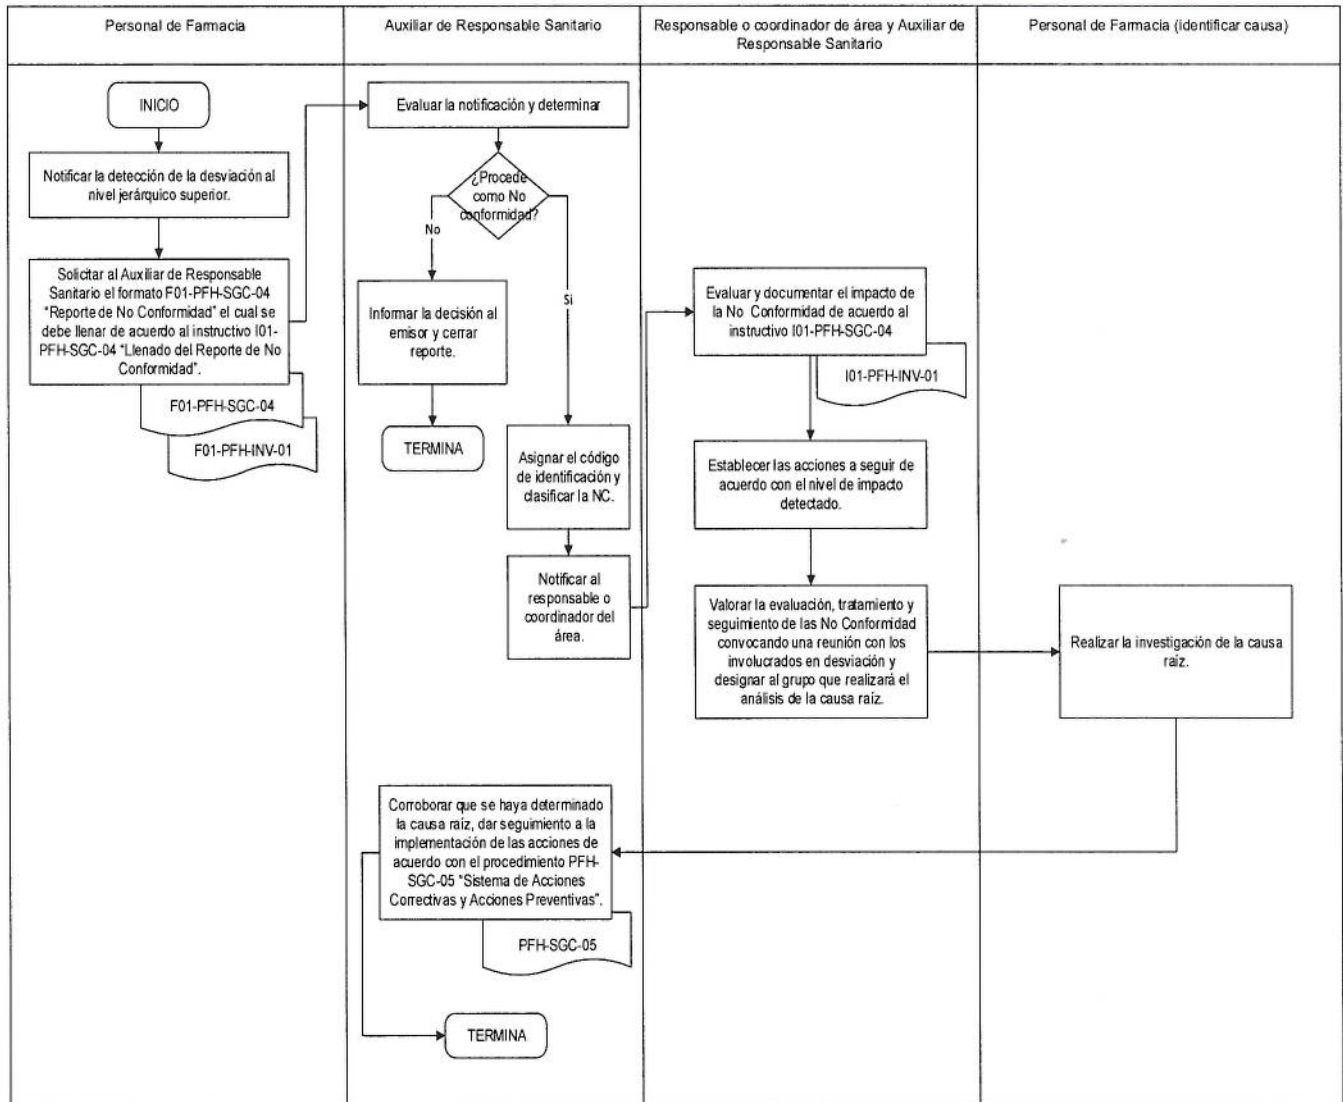 Personal de Farmacia
Auxiliar de Responsable Sanitario
Responsable o coordinador de área y Auxiliar de
Responsable Sanitario
Personal de Farmacia (identificar causa)
INICIO
Notificar la detección de la desviación al
nivel jerárquico superior.
Solicitar al Auxiliar de Responsable
Sanitario el formato F01-PFH-SGC-04
"Reporte de No Conformidad" el cual se
debe llenar de acuerdo al instructivo I01-
PFH-SGC-04 "Llenado del Reporte de No
Conformidad".
F01-PFH-SGC-04
F01-PFH-INV-01
Evaluar la notificación y determinar
¿Procede
como No
conformidad?
No
Si
Informar la decisión al
emisor y cerrar
reporte.
TERMINA
Asignar el código
de identificación y
clasificar la NC.
Notificar al
responsable o
coordinador del
área.
Evaluar y documentar el impacto de
la No Conformidad de acuerdo al
instructivo I01-PFH-SGC-04
I01-PFH-INV-01
Establecer las acciones a seguir de
acuerdo con el nivel de impacto
detectado.
Valorar la evaluación, tratamiento y
seguimiento de las No Conformidad
convocando una reunión con los
involucrados en desviación y
designar al grupo que realizará el
análisis de la causa raíz.
Realizar la investigación de la causa
raíz.
Corroborar que se haya determinado
la causa raíz, dar seguimiento a la
implementación de las acciones de
acuerdo con el procedimiento PFH-
SGC-05 "Sistema de Acciones
Correctivas y Acciones Preventivas".
PFH-SGC-05
TERMINA